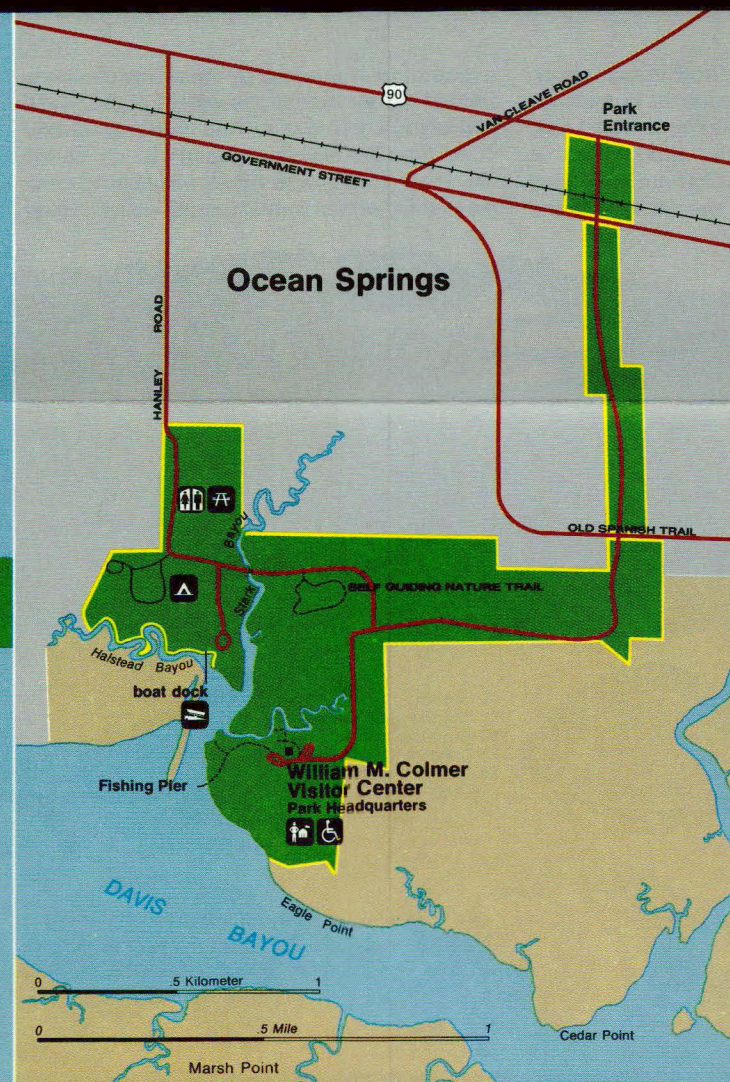 90
VAN CLEAVE ROAD
Park
Entrance
GOVERNMENT STREET
Ocean Springs
HANLEY ROAD
OLD SPANISH TRAIL
Stark Bayou
SELF GUIDING NATURE TRAIL
Halstead Bayou
boat dock
Fishing Pier
William M. Colmer
Visitor Center
Park Headquarters
DAVIS
BAYOU
Eagle Point
0 .5 Kilometer 1
0 .5 Mile 1
Cedar Point
Marsh Point